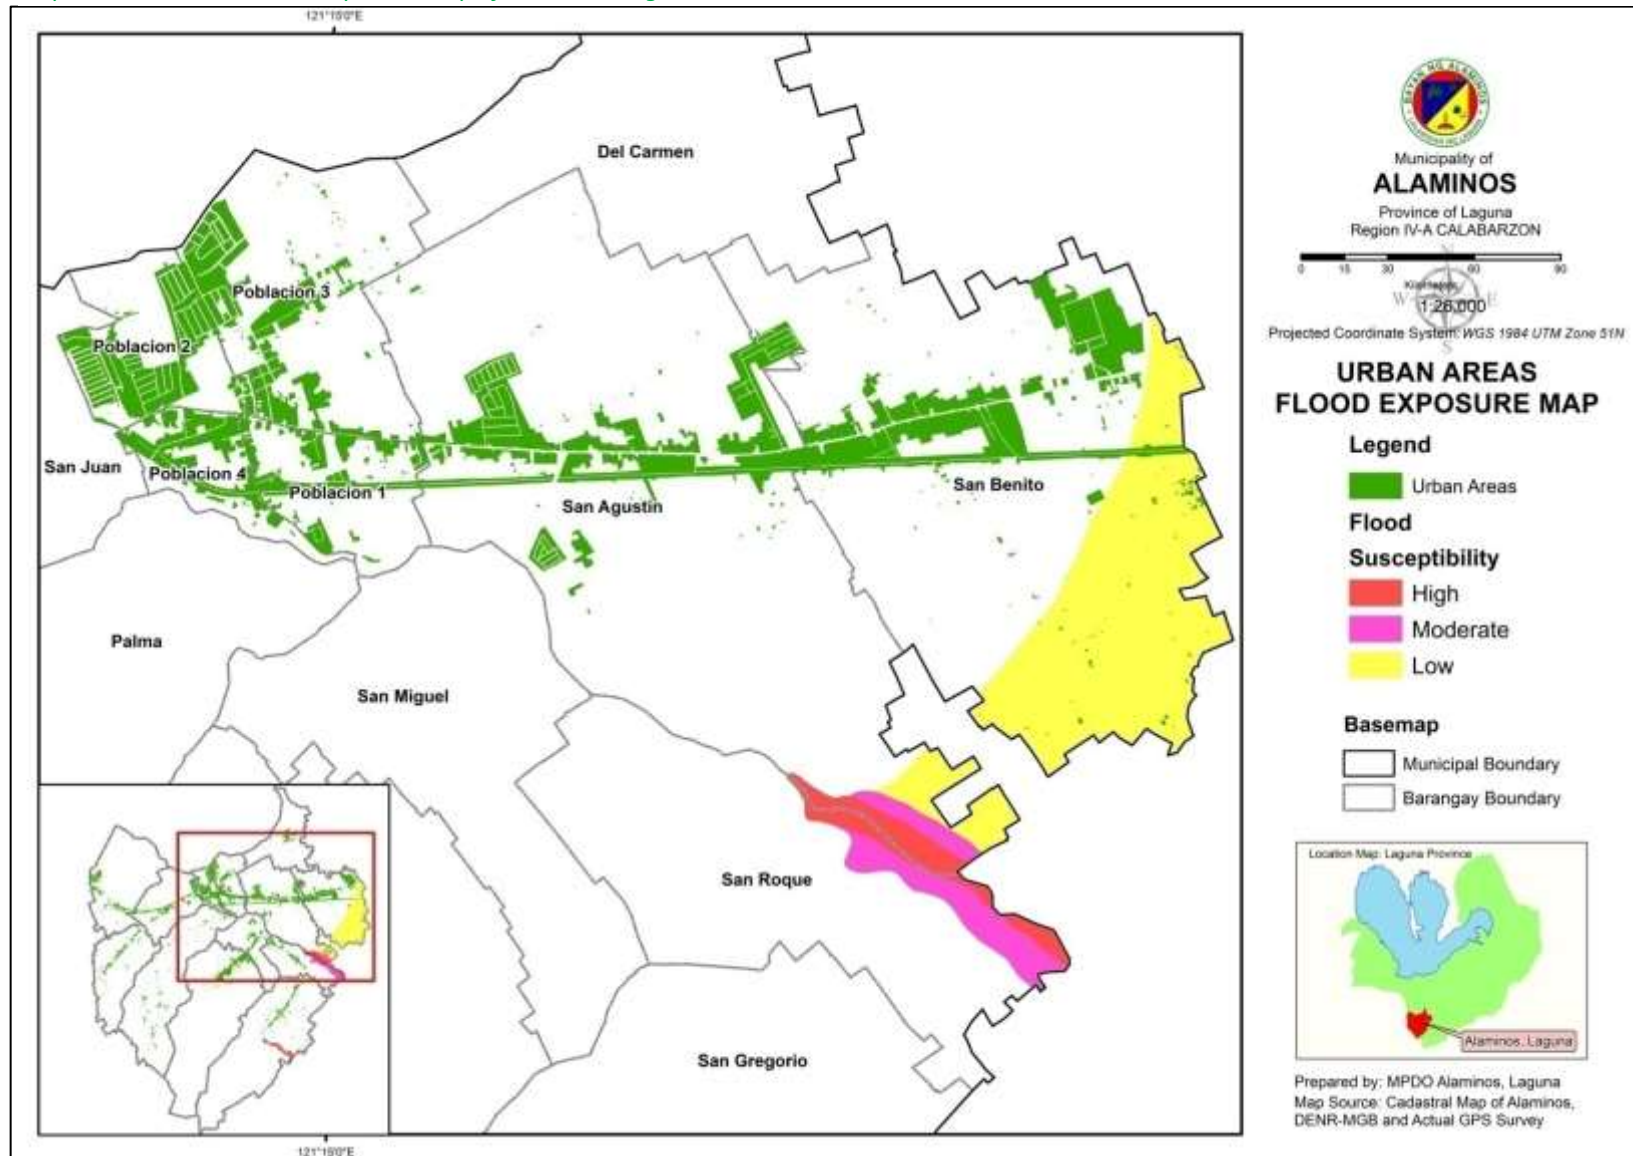 121°15'0"E
Del Carmen
Poblacion 3
Poblacion 2
San Juan
Poblacion 4
Poblacion 1
San Agustin
San Benito
Palma
San Miguel
San Roque
San Gregorio
121°15'0"E
BAYAN NG ALAMINOS
Municipality of
ALAMINOS
Province of Laguna
Region IV-A CALABARZON
N
0 15 30 60 90
Kilometers
W E
1:26,000
Projected Coordinate System: WGS 1984 UTM Zone 51N
S
URBAN AREAS
FLOOD EXPOSURE MAP
Legend
Urban Areas
Flood
Susceptibility
High
Moderate
Low
Basemap
Municipal Boundary
Barangay Boundary
Location Map: Laguna Province
Alaminos, Laguna
Prepared by: MPDO Alaminos, Laguna
Map Source: Cadastral Map of Alaminos,
DENR-MGB and Actual GPS Survey